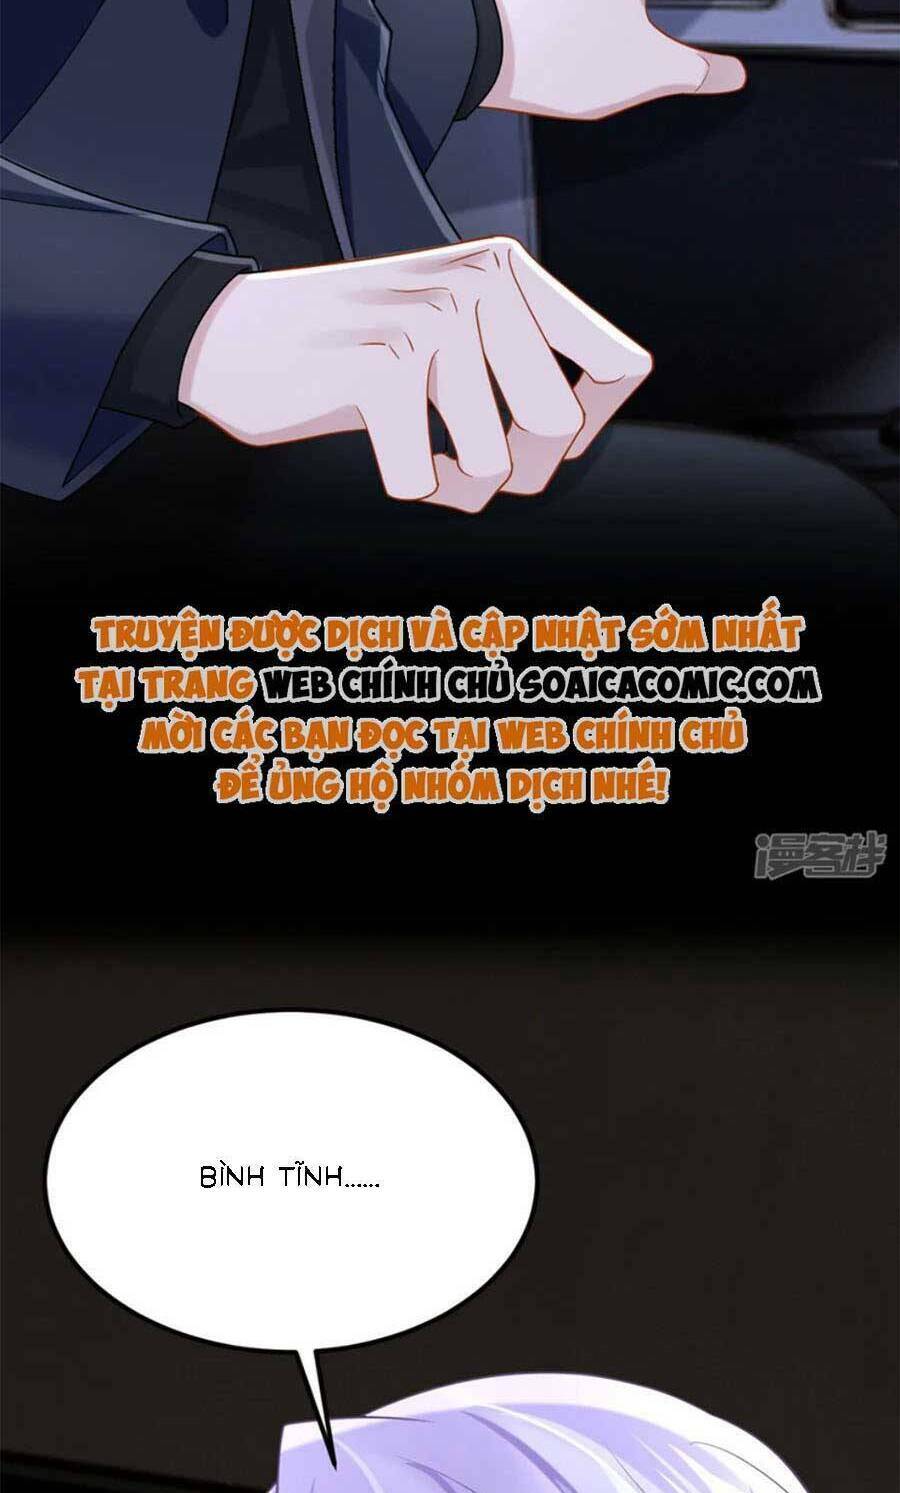 TRUYỆN ĐƯỢC DỊCH VÀ CẬP NHẬT SỚM NHẤT
TẠI TRANG WEB CHÍNH CHỦ SOAICACOMIC.COM
MỜI CÁC BẠN ĐỌC TẠI WEB CHÍNH CHỦ
ĐỂ ỦNG HỘ NHÓM DỊCH NHÉ!
漫客栈
BÌNH TĨNH......